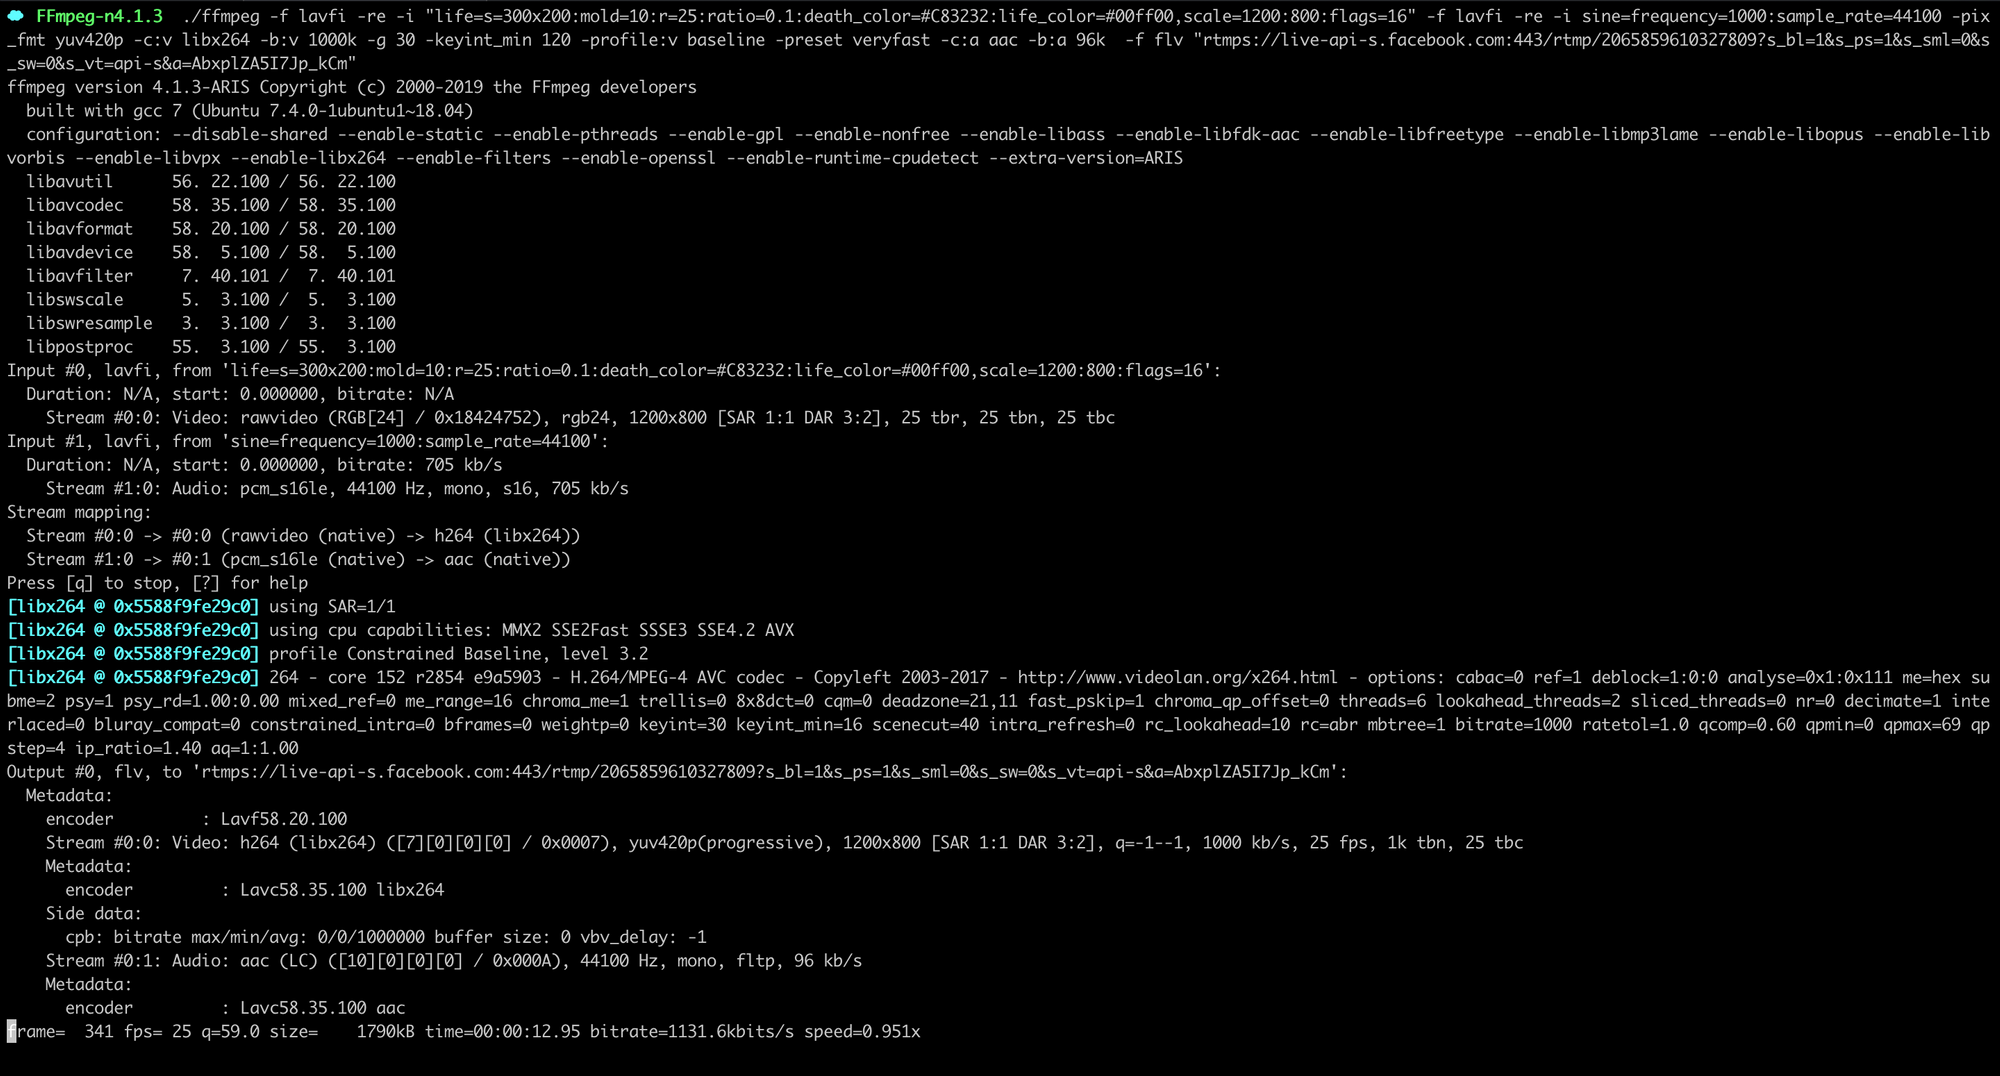 FFmpeg-n4.1.3 ./ffmpeg -f lavfi -re -i "life=s=300x200:mold=10:r=25:ratio=0.1:death_color=#C83232:life_color=#00ff00,scale=1200:800:flags=16" -f lavfi -re -i sine=frequency=1000:sample_rate=44100 -pix
_fmt yuv420p -c:v libx264 -b:v 1000k -g 30 -keyint_min 120 -profile:v baseline -preset veryfast -c:a aac -b:a 96k  -f flv "rtmps://live-api-s.facebook.com:443/rtmp/2065859610327809?s_bl=1&s_ps=1&s_sml=0&s
_sw=0&s_vt=api-s&a=AbxplZA5I7Jp_kCm"
ffmpeg version 4.1.3-ARIS Copyright (c) 2000-2019 the FFmpeg developers
  built with gcc 7 (Ubuntu 7.4.0-1ubuntu1~18.04)
  configuration: --disable-shared --enable-static --enable-pthreads --enable-gpl --enable-nonfree --enable-libass --enable-libfdk-aac --enable-libfreetype --enable-libmp3lame --enable-libopus --enable-lib
vorbis --enable-libvpx --enable-libx264 --enable-filters --enable-openssl --enable-runtime-cpudetect --extra-version=ARIS
  libavutil      56. 22.100 / 56. 22.100
  libavcodec     58. 35.100 / 58. 35.100
  libavformat    58. 20.100 / 58. 20.100
  libavdevice    58.  5.100 / 58.  5.100
  libavfilter     7. 40.101 /  7. 40.101
  libswscale      5.  3.100 /  5.  3.100
  libswresample   3.  3.100 /  3.  3.100
  libpostproc    55.  3.100 / 55.  3.100
Input #0, lavfi, from 'life=s=300x200:mold=10:r=25:ratio=0.1:death_color=#C83232:life_color=#00ff00,scale=1200:800:flags=16':
  Duration: N/A, start: 0.000000, bitrate: N/A
    Stream #0:0: Video: rawvideo (RGB[24] / 0x18424752), rgb24, 1200x800 [SAR 1:1 DAR 3:2], 25 tbr, 25 tbn, 25 tbc
Input #1, lavfi, from 'sine=frequency=1000:sample_rate=44100':
  Duration: N/A, start: 0.000000, bitrate: 705 kb/s
    Stream #1:0: Audio: pcm_s16le, 44100 Hz, mono, s16, 705 kb/s
Stream mapping:
  Stream #0:0 -> #0:0 (rawvideo (native) -> h264 (libx264))
  Stream #1:0 -> #0:1 (pcm_s16le (native) -> aac (native))
Press [q] to stop, [?] for help
[libx264 @ 0x5588f9fe29c0] using SAR=1/1
[libx264 @ 0x5588f9fe29c0] using cpu capabilities: MMX2 SSE2Fast SSSE3 SSE4.2 AVX
[libx264 @ 0x5588f9fe29c0] profile Constrained Baseline, level 3.2
[libx264 @ 0x5588f9fe29c0] 264 - core 152 r2854 e9a5903 - H.264/MPEG-4 AVC codec - Copyleft 2003-2017 - http://www.videolan.org/x264.html - options: cabac=0 ref=1 deblock=1:0:0 analyse=0x1:0x111 me=hex su
bme=2 psy=1 psy_rd=1.00:0.00 mixed_ref=0 me_range=16 chroma_me=1 trellis=0 8x8dct=0 cqm=0 deadzone=21,11 fast_pskip=1 chroma_qp_offset=0 threads=6 lookahead_threads=2 sliced_threads=0 nr=0 decimate=1 inte
rlaced=0 bluray_compat=0 constrained_intra=0 bframes=0 weightp=0 keyint=30 keyint_min=16 scenecut=40 intra_refresh=0 rc_lookahead=10 rc=abr mbtree=1 bitrate=1000 ratetol=1.0 qcomp=0.60 qpmin=0 qpmax=69 qp
step=4 ip_ratio=1.40 aq=1:1.00
Output #0, flv, to 'rtmps://live-api-s.facebook.com:443/rtmp/2065859610327809?s_bl=1&s_ps=1&s_sml=0&s_sw=0&s_vt=api-s&a=AbxplZA5I7Jp_kCm':
  Metadata:
    encoder         : Lavf58.20.100
    Stream #0:0: Video: h264 (libx264) ([7][0][0][0] / 0x0007), yuv420p(progressive), 1200x800 [SAR 1:1 DAR 3:2], q=-1--1, 1000 kb/s, 25 fps, 1k tbn, 25 tbc
    Metadata:
      encoder         : Lavc58.35.100 libx264
    Side data:
      cpb: bitrate max/min/avg: 0/0/1000000 buffer size: 0 vbv_delay: -1
    Stream #0:1: Audio: aac (LC) ([10][0][0][0] / 0x000A), 44100 Hz, mono, fltp, 96 kb/s
    Metadata:
      encoder         : Lavc58.35.100 aac
frame=  341 fps= 25 q=59.0 size=    1790kB time=00:00:12.95 bitrate=1131.6kbits/s speed=0.951x